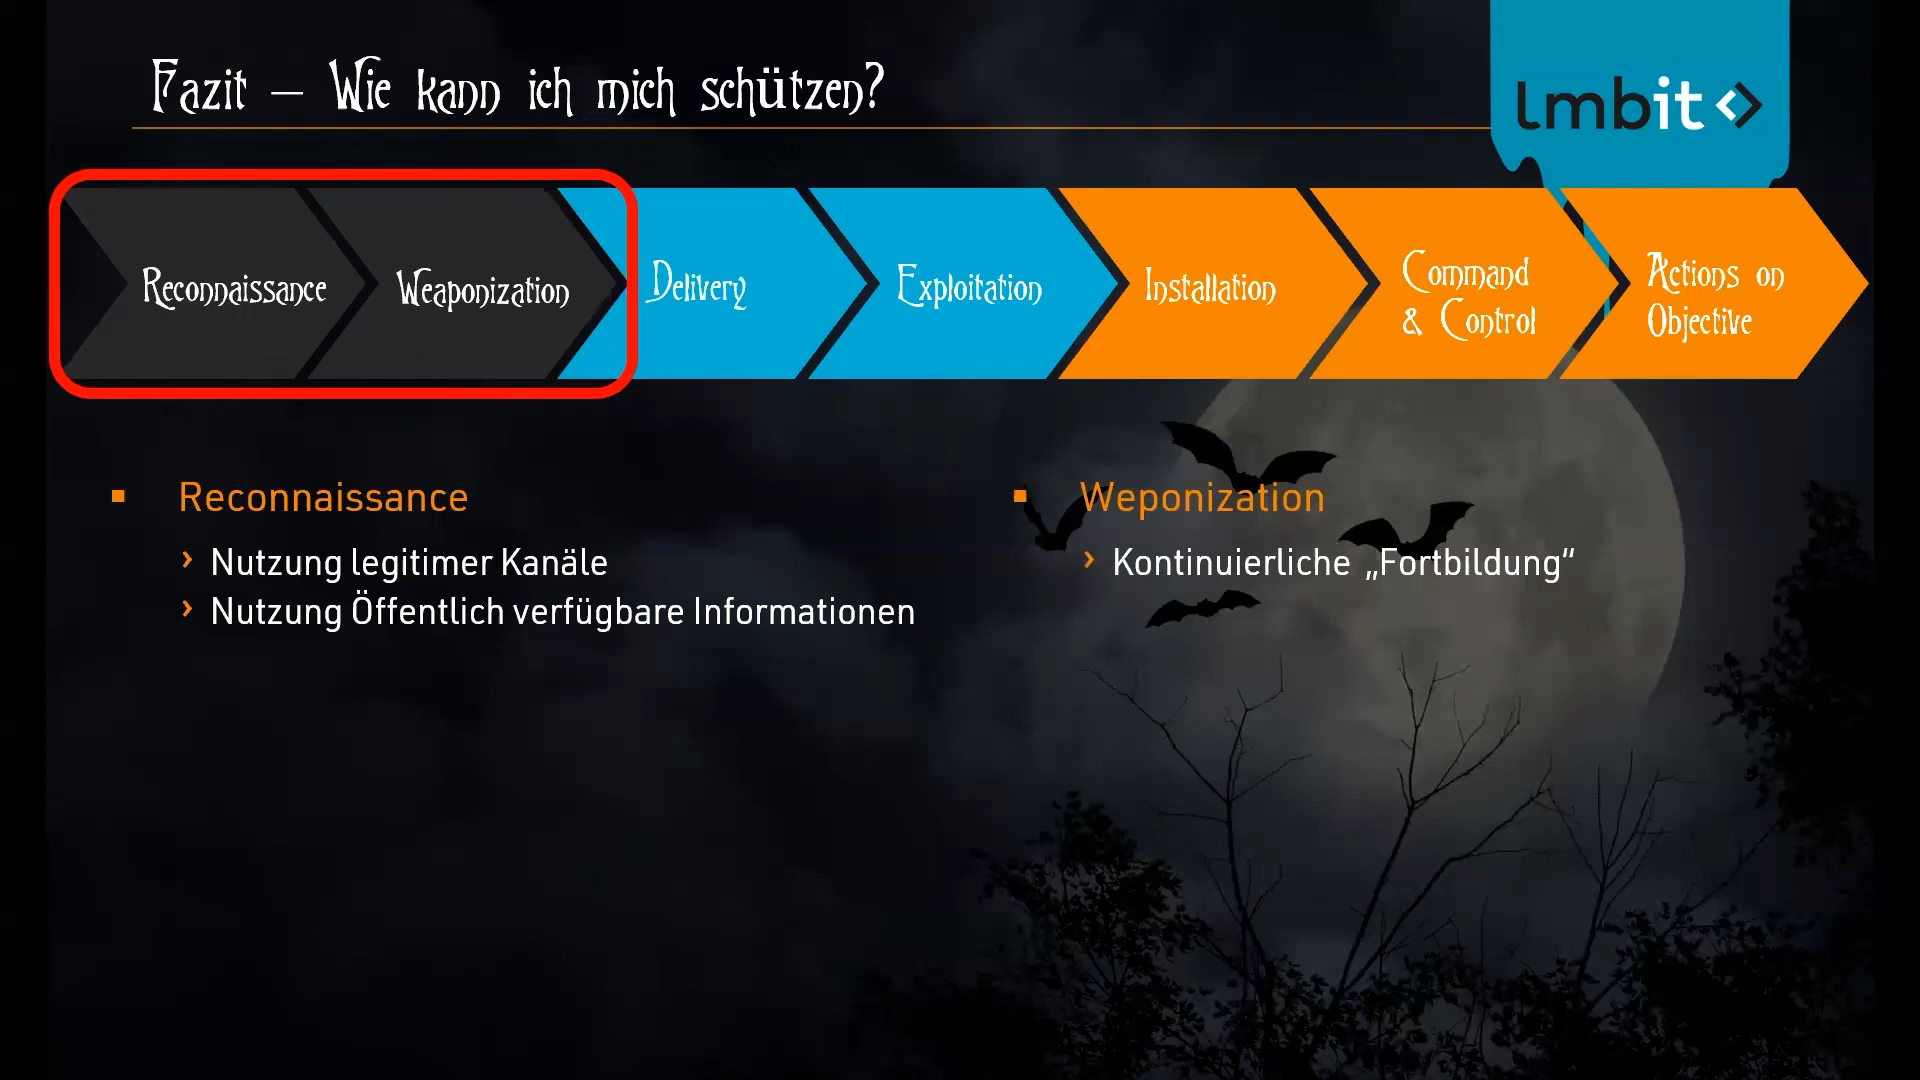 Fazit – Wie kann ich mich schützen?
lmbit
Reconnaissance
Weaponization
Delivery
Exploitation
Installation
Command
& Control
Actions on
Objective
Reconnaissance
Nutzung legitimer Kanäle
Nutzung Öffentlich verfügbare Informationen
Weponization
Kontinuierliche „Fortbildung“